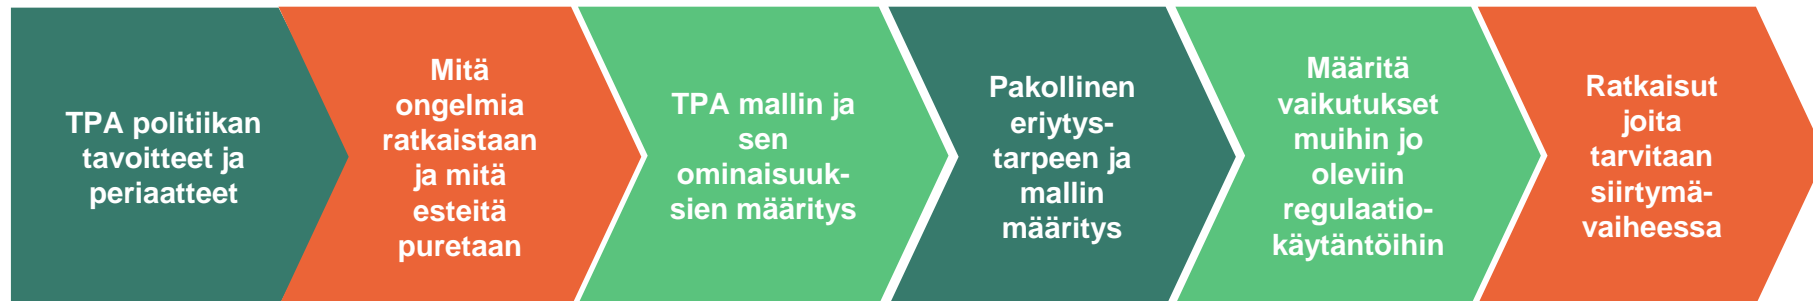 TPA politiikan
tavoitteet ja
periaatteet
Mitä
ongelmia
ratkaistaan
ja mitä
esteitä
puretaan
TPA mallin ja
sen
ominaisuuk-
sien määritys
Pakollinen
eriytys-
tarpeen ja
mallin
määritys
Määritä
vaikutukset
muihin jo
oleviin
regulaatio-
käytäntöihin
Ratkaisut
joita
tarvitaan
siirtymä-
vaiheessa